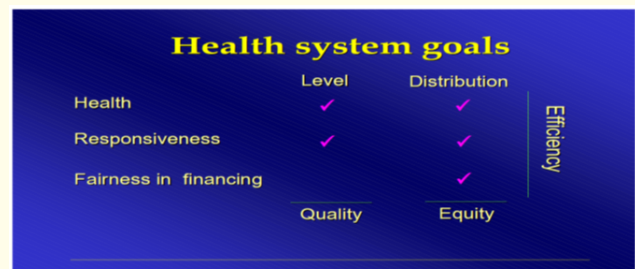 Health system goals
Level Distribution
Health ✓ ✓
Responsiveness ✓ ✓
Fairness in financing ✓
Efficiency
Quality Equity